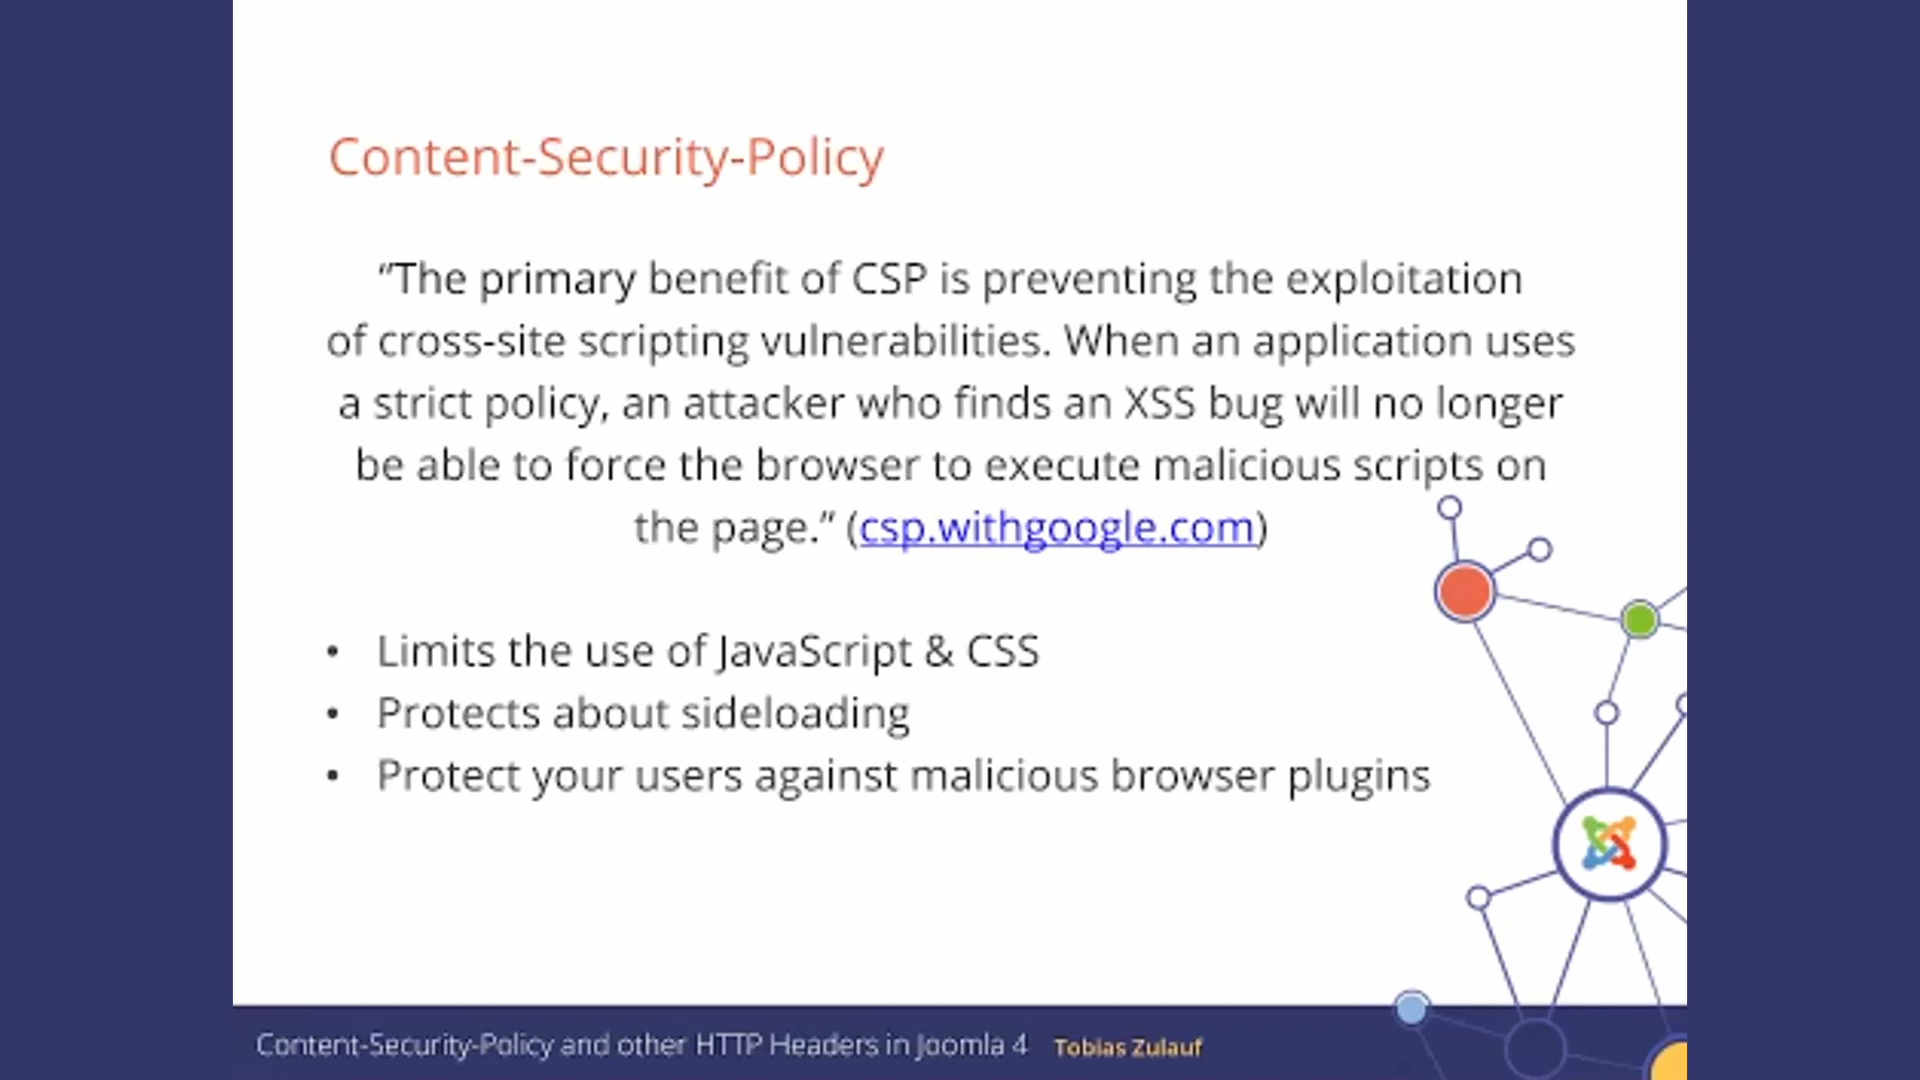 Content-Security-Policy
“The primary benefit of CSP is preventing the exploitation
of cross-site scripting vulnerabilities. When an application uses
a strict policy, an attacker who finds an XSS bug will no longer
be able to force the browser to execute malicious scripts on
the page.” (csp.withgoogle.com)
• Limits the use of JavaScript & CSS
• Protects about sideloading
• Protect your users against malicious browser plugins
Content-Security-Policy and other HTTP Headers in Joomla 4 Tobias Zulauf